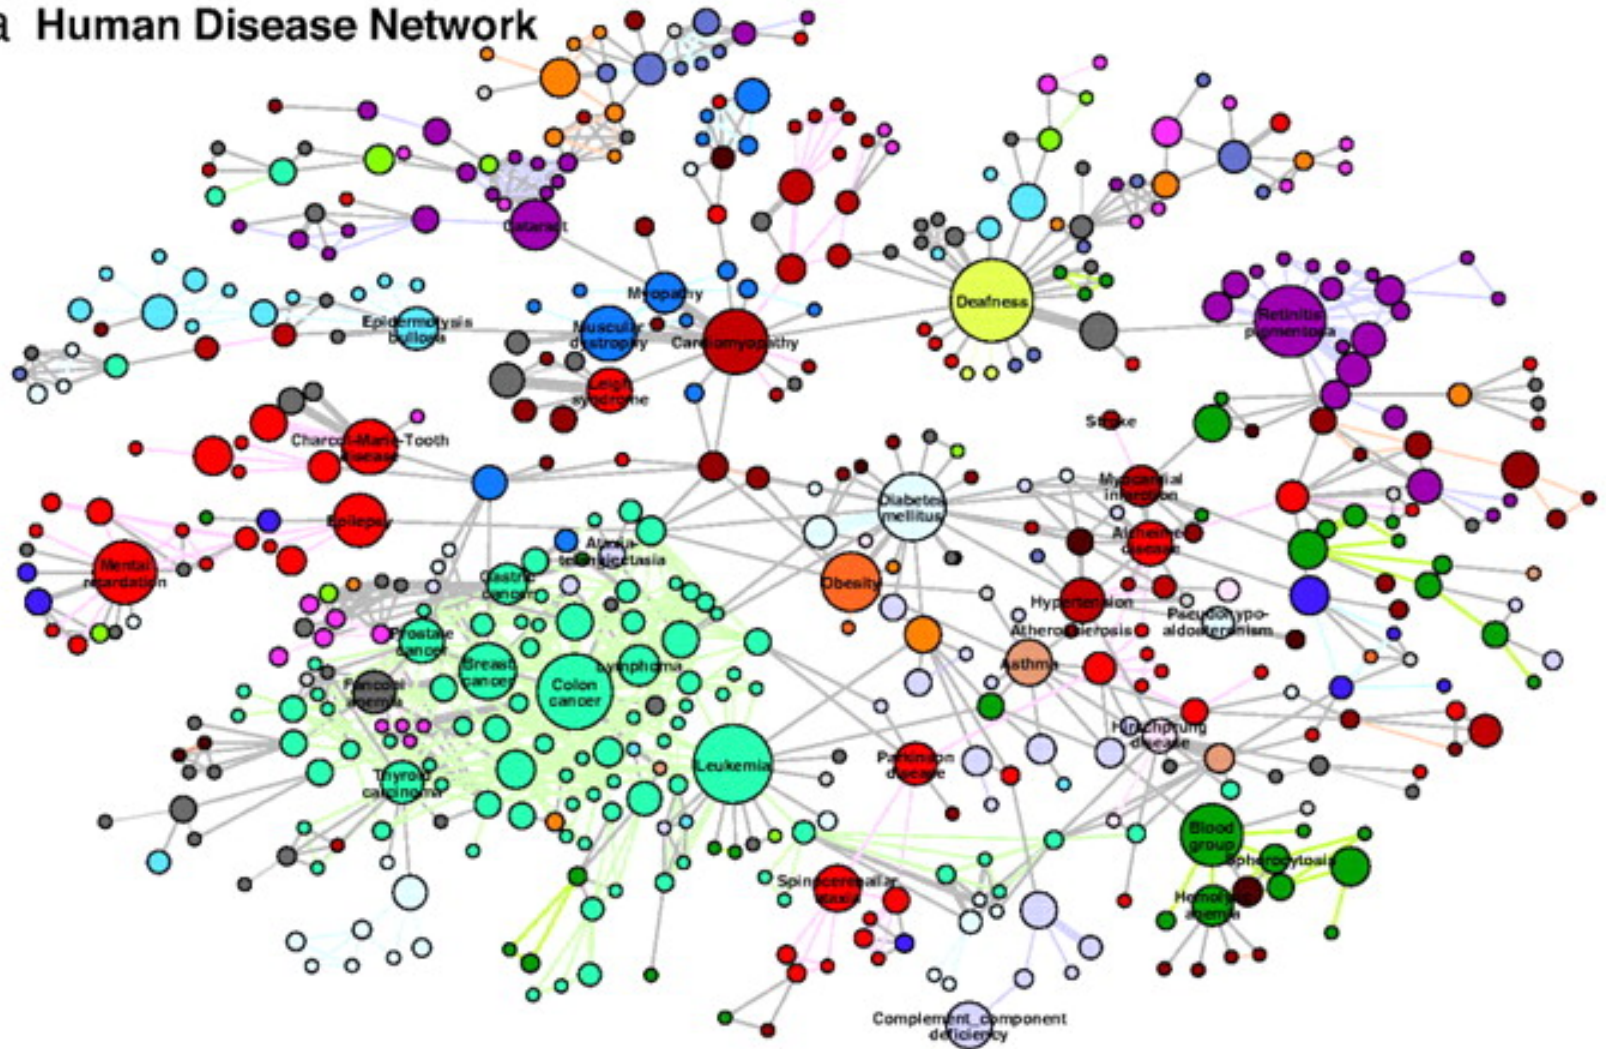 a Human Disease Network
Cataract
Myopathy
Deafness
Epidermolysis
bullosa
Muscular
dystrophy
Cardiomyopathy
Retinitis
pigmentosa
Leigh
syndrome
Charcot-Marie-Tooth
disease
Stroke
Myocardial
infarction
Diabetes
mellitus
Epilepsy
Ataxia-
telangiectasia
Alzheimer
disease
Mental
retardation
Gastric
cancer
Obesity
Hypertension
Pseudohypo-
aldosteronism
Prostate
cancer
Atherosclerosis
Breast
cancer
Lymphoma
Asthma
Fanconi
anemia
Colon
cancer
Hirschprung
disease
Leukemia
Parkinson
disease
Thyroid
carcinoma
Blood
group
Spherocytosis
Spinocereballar
ataxia
Hemolytic
anemia
Complement_component
deficiency